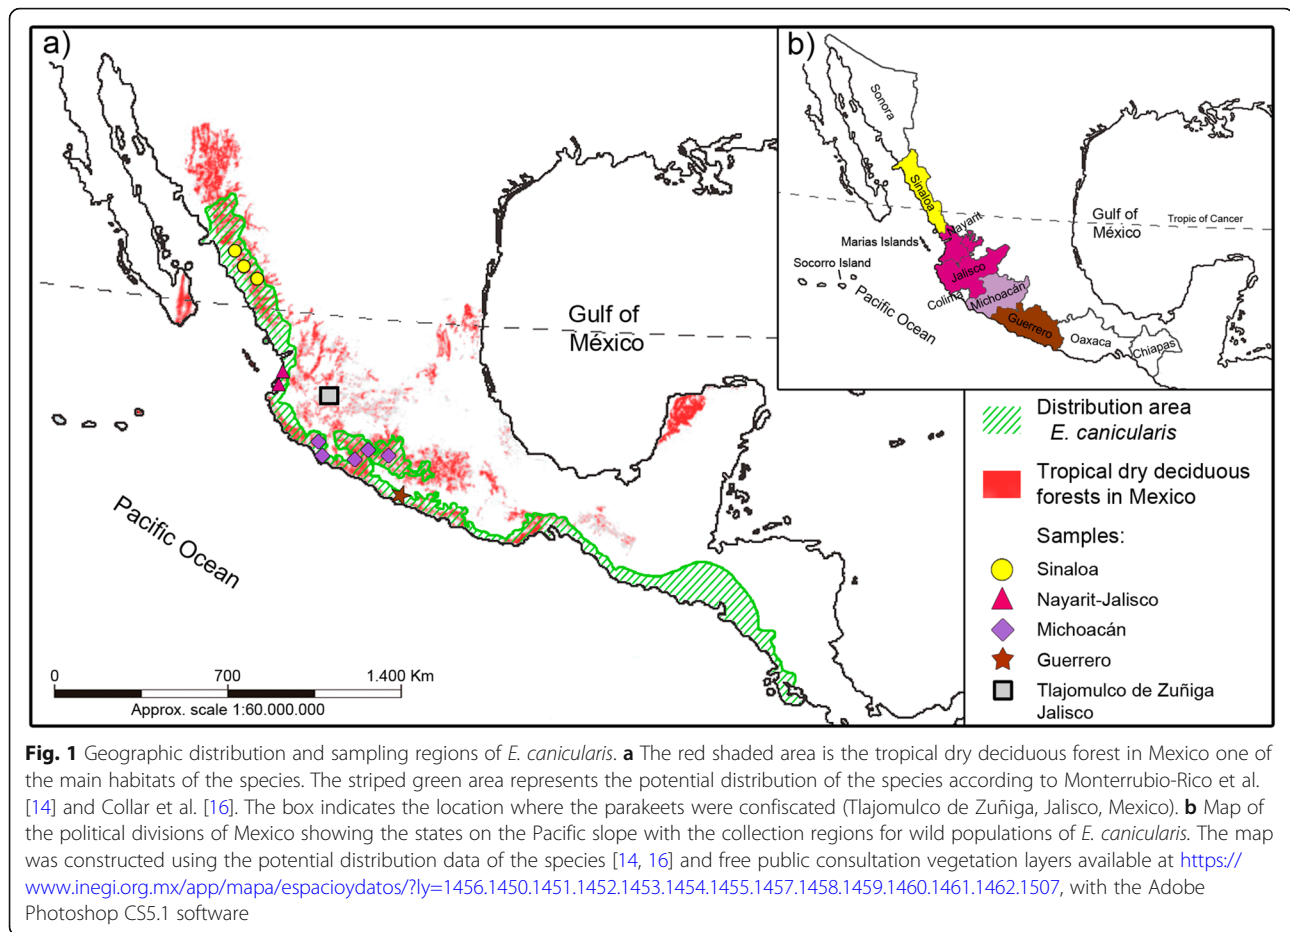 a)
Gulf of
México
Pacific Ocean
0 700 1.400 Km
Approx. scale 1:60.000.000
b)
Sonora
Sinaloa
Nayarit
Marias Islands
Socorro Island
Jalisco
Colima
Michoacán
Guerrero
Oaxaca
Chiapas
Pacific Ocean
Gulf of
México
Tropic of Cancer
Distribution area
E. canicularis
Tropical dry deciduous
forests in Mexico
Samples:
Sinaloa
Nayarit-Jalisco
Michoacán
Guerrero
Tlajomulco de Zuñiga
Jalisco
Fig. 1 Geographic distribution and sampling regions of E. canicularis. a The red shaded area is the tropical dry deciduous forest in Mexico one of
the main habitats of the species. The striped green area represents the potential distribution of the species according to Monterrubio-Rico et al.
[14] and Collar et al. [16]. The box indicates the location where the parakeets were confiscated (Tlajomulco de Zuñiga, Jalisco, Mexico). b Map of
the political divisions of Mexico showing the states on the Pacific slope with the collection regions for wild populations of E. canicularis. The map
was constructed using the potential distribution data of the species [14, 16] and free public consultation vegetation layers available at https://
www.inegi.org.mx/app/mapa/espacioydatos/?ly=1456.1450.1451.1452.1453.1454.1455.1457.1458.1459.1460.1461.1462.1507, with the Adobe
Photoshop CS5.1 software